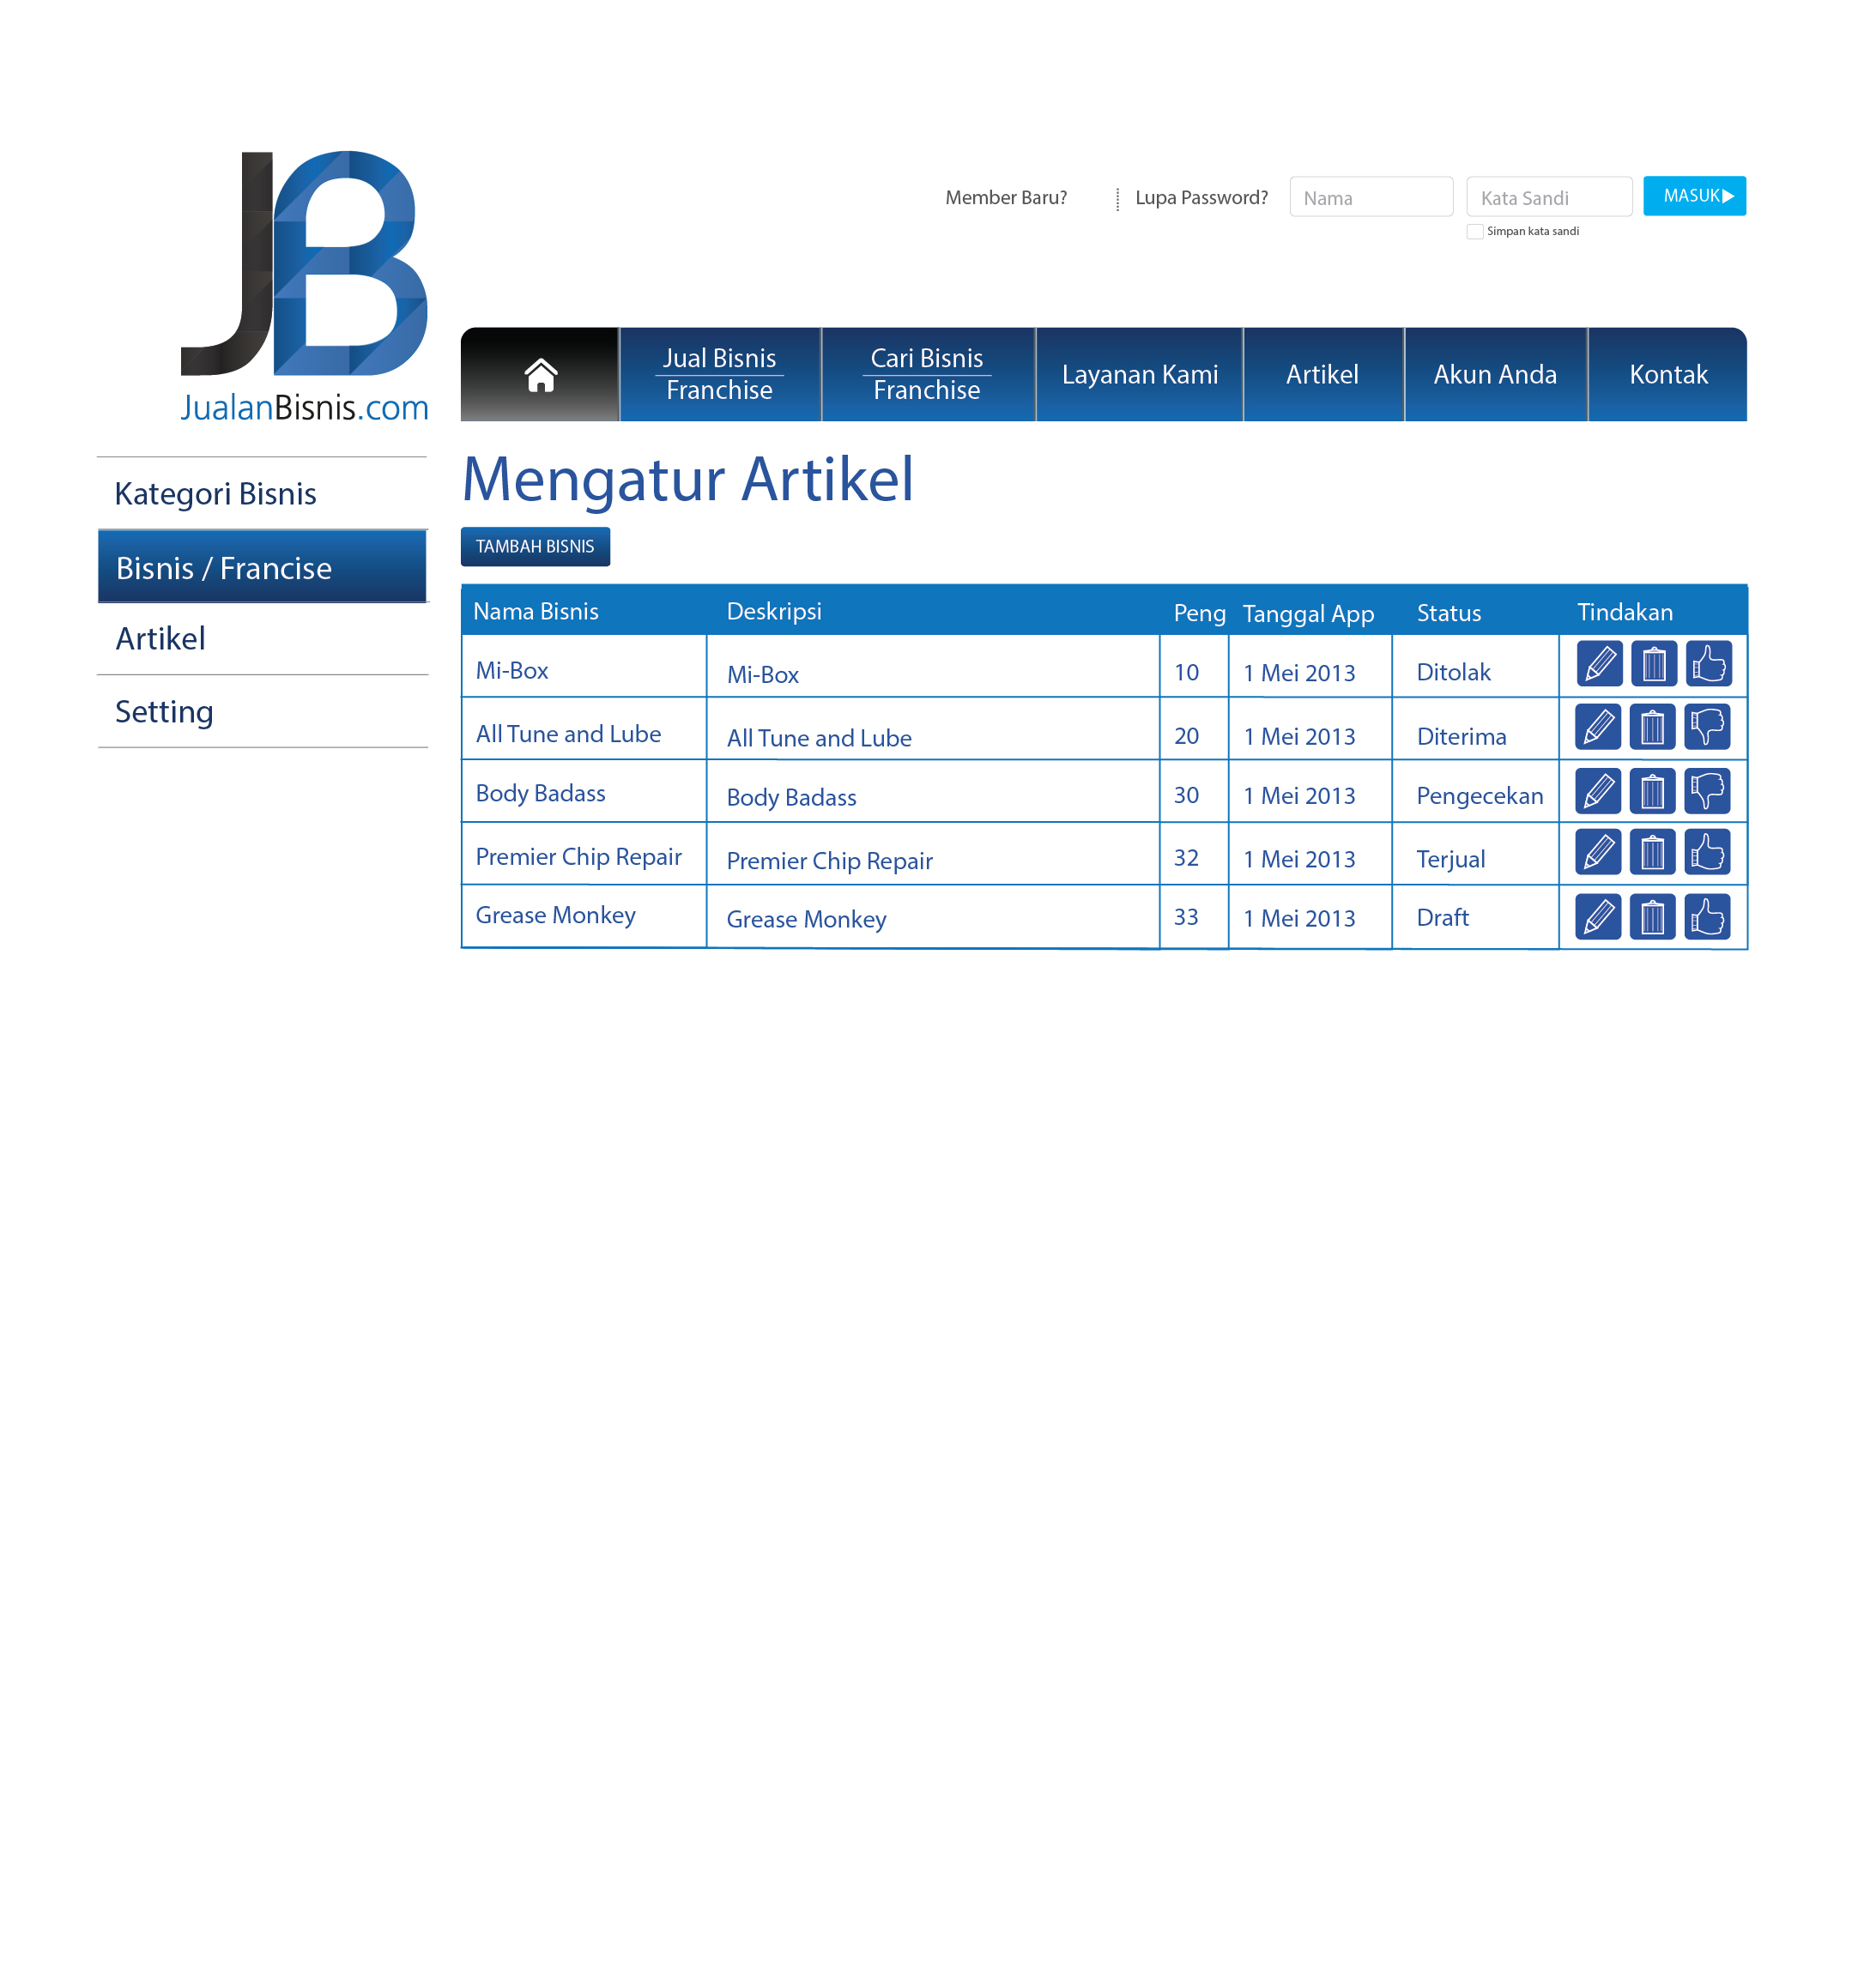 JB
JualanBisnis.com
Member Baru?
Lupa Password?
Nama
Kata Sandi
MASUK
Simpan kata sandi
Jual Bisnis
Franchise
Cari Bisnis
Franchise
Layanan Kami
Artikel
Akun Anda
Kontak
Kategori Bisnis
Bisnis / Francise
Artikel
Setting
Mengatur Artikel
TAMBAH BISNIS
Nama Bisnis Deskripsi Peng Tanggal App Status Tindakan
Mi-Box Mi-Box 10 1 Mei 2013 Ditolak
All Tune and Lube All Tune and Lube 20 1 Mei 2013 Diterima
Body Badass Body Badass 30 1 Mei 2013 Pengecekan
Premier Chip Repair Premier Chip Repair 32 1 Mei 2013 Terjual
Grease Monkey Grease Monkey 33 1 Mei 2013 Draft